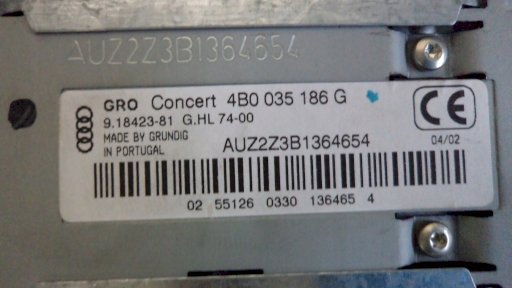 AUZ2Z3B1364654
GRO Concert 4B0 035 186 G
9.18423-81 G.HL 74-00
MADE BY GRUNDIG
IN PORTUGAL
AUZ2Z3B1364654
CE
04/02
02 55126 0330 136465 4